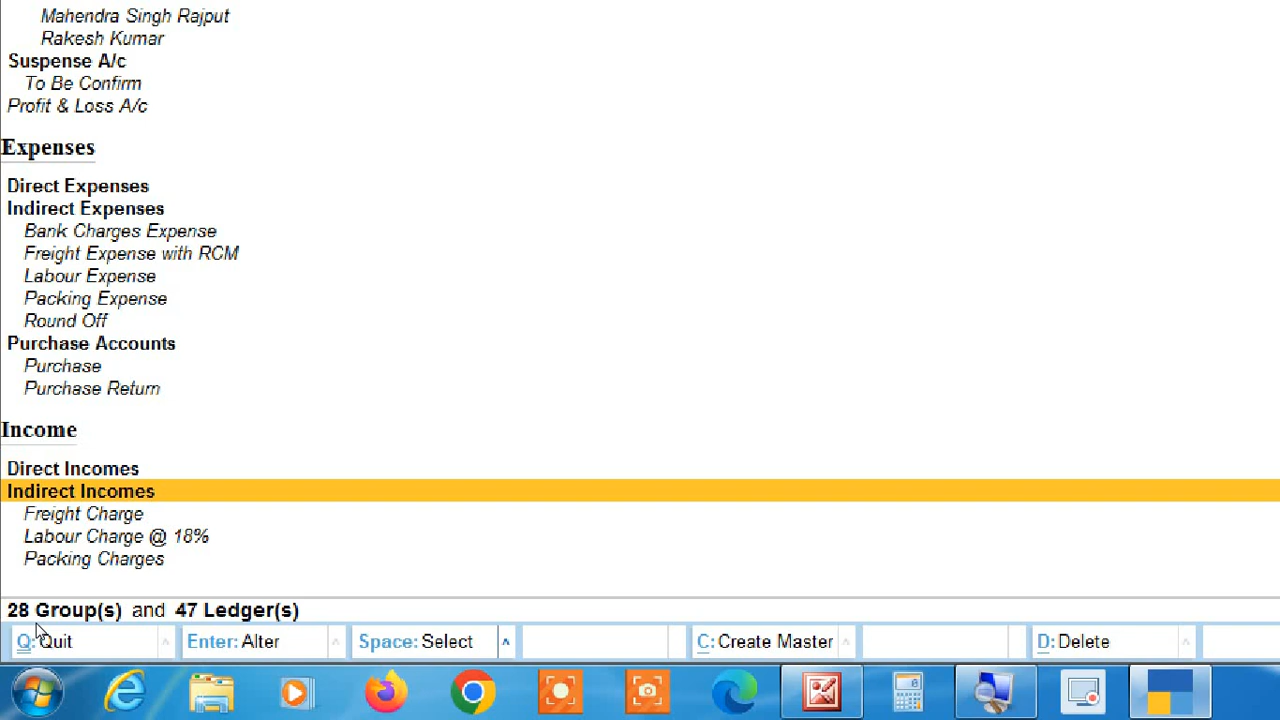 Mahendra Singh Rajput
Rakesh Kumar
Suspense A/c
To Be Confirm
Profit & Loss A/c
Expenses
Direct Expenses
Indirect Expenses
Bank Charges Expense
Freight Expense with RCM
Labour Expense
Packing Expense
Round Off
Purchase Accounts
Purchase
Purchase Return
Income
Direct Incomes
Indirect Incomes
Freight Charge
Labour Charge @ 18%
Packing Charges
28 Group(s) and 47 Ledger(s)
Q: Quit Enter: Alter Space: Select C: Create Master D: Delete